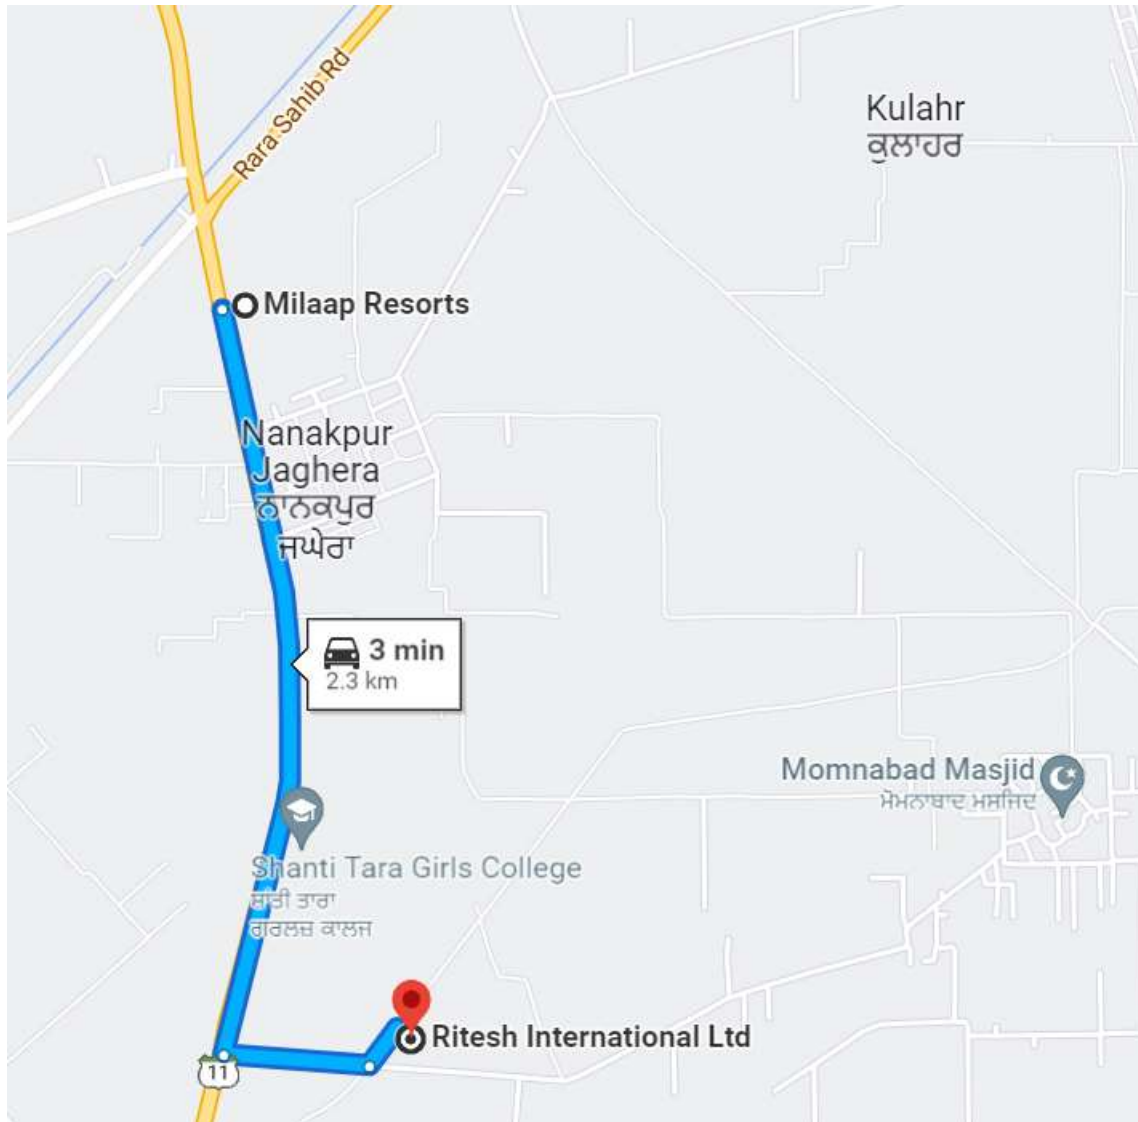 Rara Sahib Rd
Kulahr
ਕੁਲਾਹਰ
Milaap Resorts
Nanakpur
Jaghera
ਨਾਨਕਪੁਰ
ਜਘੇਰਾ
3 min
2.3 km
Momnabad Masjid
ਮੋਮਨਾਬਾਦ ਮਸਜਿਦ
Shanti Tara Girls College
ਸ਼ਾਂਤੀ ਤਾਰਾ
ਗਰਲਜ਼ ਕਾਲਜ
Ritesh International Ltd
11